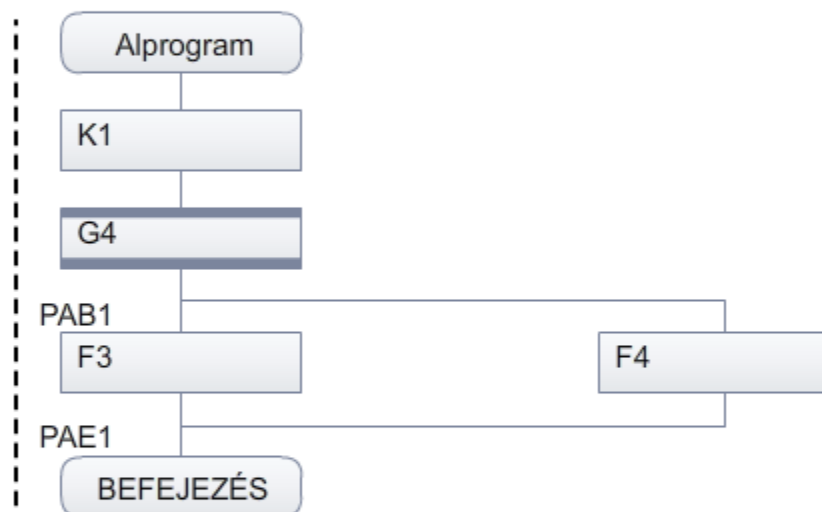 Alprogram
K1
G4
PAB1
F3
F4
PAE1
BEFEJEZÉS